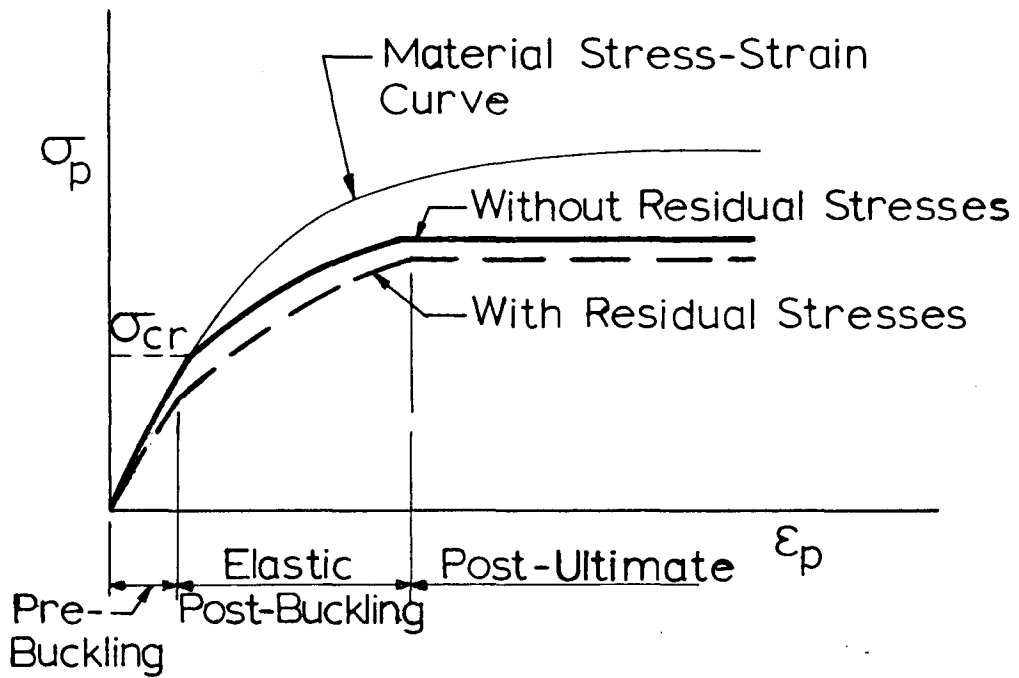 Material Stress-Strain
Curve
σp
Without Residual Stresses
σcr
With Residual Stresses
εp
Elastic
Post-Buckling
Post-Ultimate
Pre-
Buckling